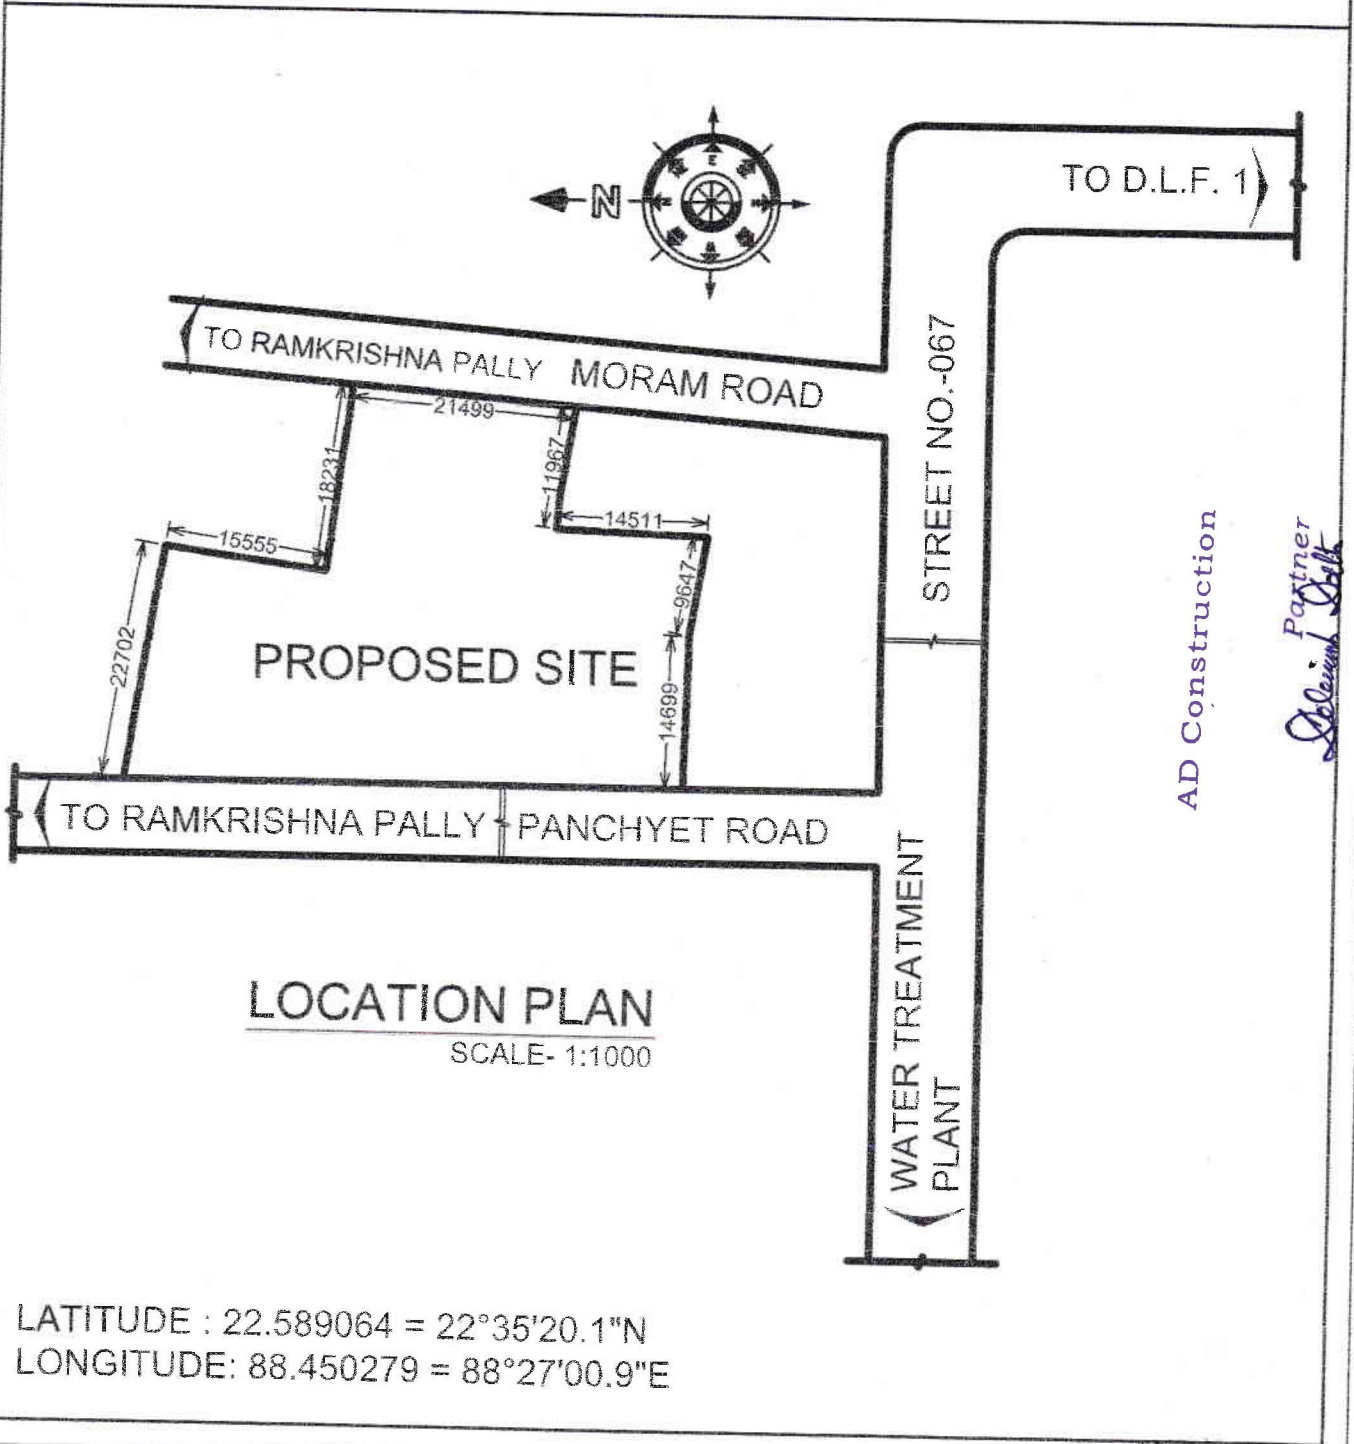 E
N
TO D.L.F. 1
TO RAMKRISHNA PALLY MORAM ROAD
STREET NO.-067
21499
18231
11967
14511
15555
9647
22702
14699
PROPOSED SITE
TO RAMKRISHNA PALLY
PANCHYET ROAD
WATER TREATMENT
PLANT
AD Construction
Partner
LOCATION PLAN
SCALE- 1:1000
LATITUDE : 22.589064 = 22°35'20.1"N
LONGITUDE: 88.450279 = 88°27'00.9"E